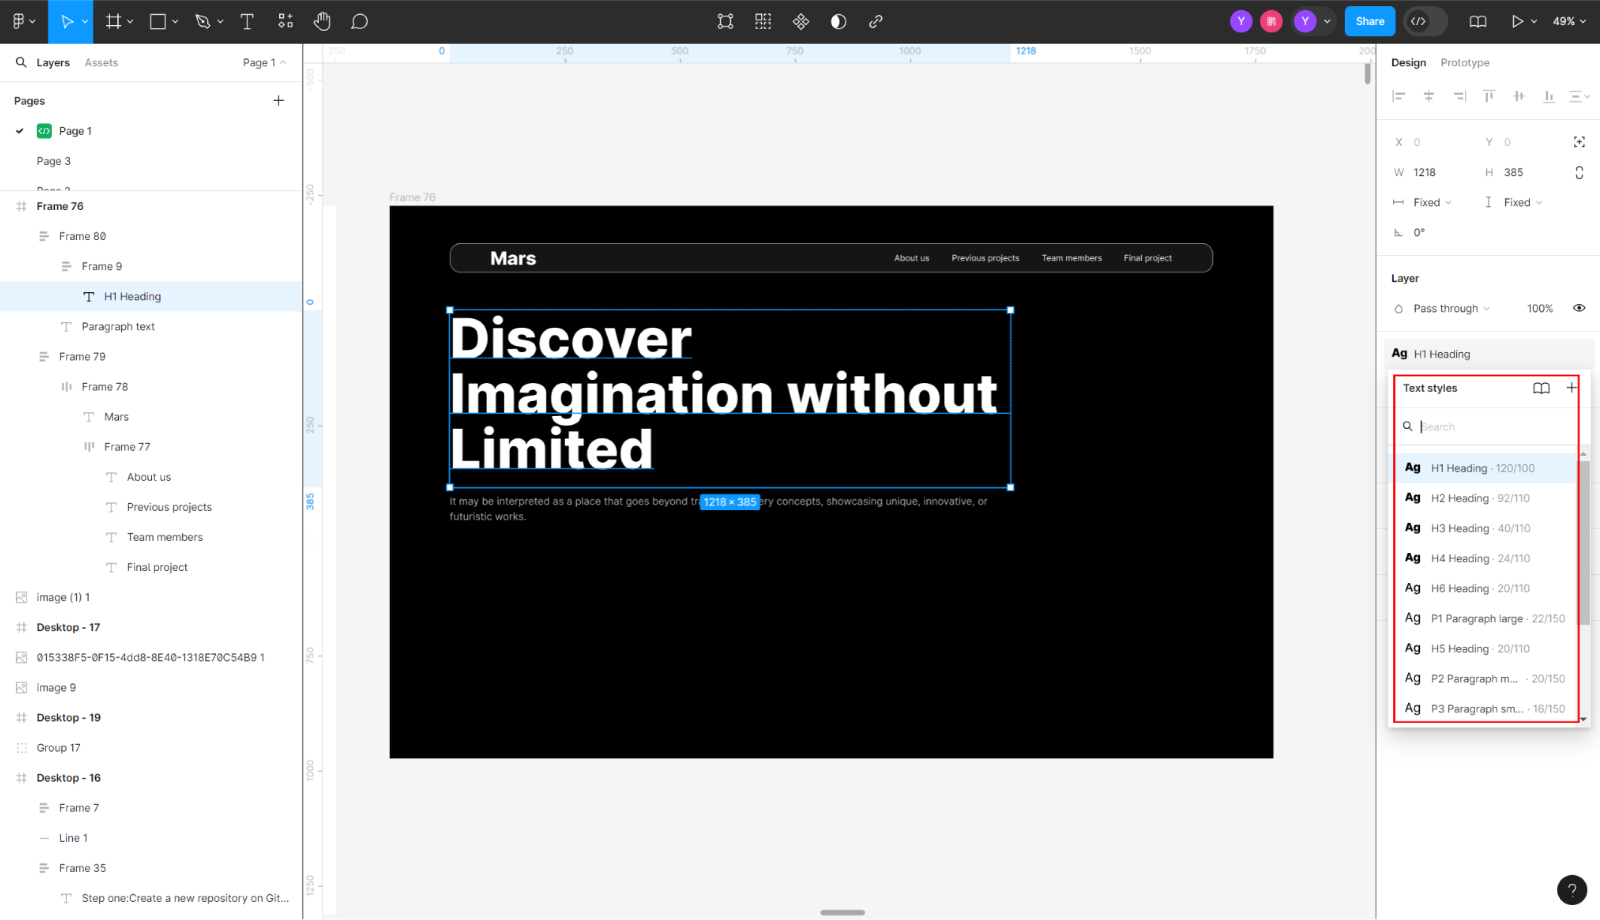 Y
Y
Share
49%
Layers
Assets
Page 1
Pages
Page 1
Page 3
Frame 76
Frame 80
Frame 9
H1 Heading
Paragraph text
Frame 79
Frame 78
Mars
Frame 77
About us
Previous projects
Team members
Final project
image (1) 1
Desktop - 17
015338F5-0F15-4dd8-8E40-1318E70C54B9 1
image 9
Desktop - 19
Group 17
Desktop - 16
Frame 7
Line 1
Frame 35
Step one:Create a new repository on Git...
-250
0
250
500
750
1000
1218
1500
1750
200
-500
-250
0
250
385
750
1000
1250
Frame 76
Mars
About us
Previous projects
Team members
Final project
Discover
Imagination without
Limited
It may be interpreted as a place that goes beyond
concepts, showcasing unique, innovative, or
futuristic works.
1218 × 385
Design
Prototype
X 0
Y 0
W 1218
H 385
Fixed
Fixed
0°
Layer
Pass through
100%
Ag H1 Heading
Text styles
Search
Ag H1 Heading · 120/100
Ag H2 Heading · 92/110
Ag H3 Heading · 40/110
Ag H4 Heading · 24/110
Ag H6 Heading · 20/110
Ag P1 Paragraph large · 22/150
Ag H5 Heading · 20/110
Ag P2 Paragraph m... · 20/150
Ag P3 Paragraph sm... · 16/150
?